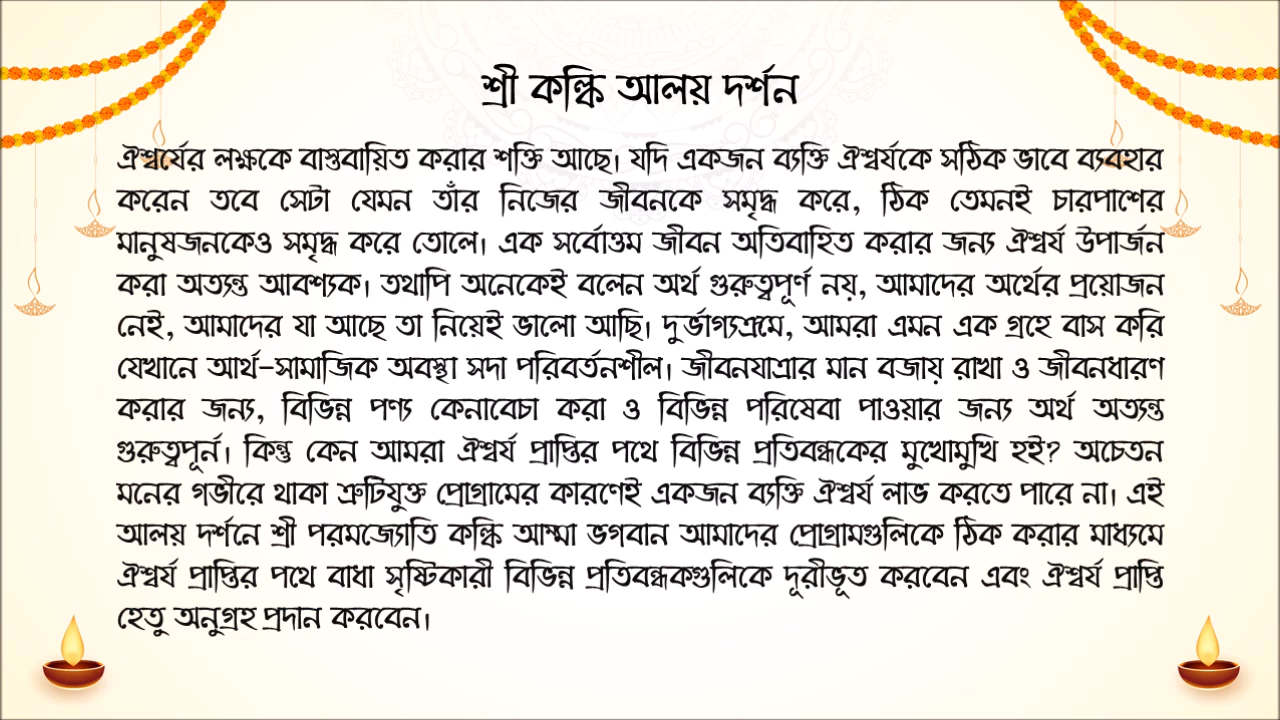 শ্রী কল্কি আলয় দর্শন
ঐশ্বর্যের লক্ষকে বাস্তবায়িত করার শক্তি আছে। যদি একজন ব্যক্তি ঐশ্বর্যকে সঠিক ভাবে ব্যবহার
করেন তবে সেটা যেমন তাঁর নিজের জীবনকে সমৃদ্ধ করে, ঠিক তেমনই চারপাশের
মানুষজনকেও সমৃদ্ধ করে তোলে। এক সর্বোত্তম জীবন অতিবাহিত করার জন্য ঐশ্বর্য উপার্জন
করা অত্যন্ত আবশ্যক। তথাপি অনেকেই বলেন অর্থ গুরুত্বপূর্ণ নয়, আমাদের অর্থের প্রয়োজন
নেই, আমাদের যা আছে তা নিয়েই ভালো আছি। দুর্ভাগ্যক্রমে, আমরা এমন এক গ্রহে বাস করি
যেখানে আর্থ-সামাজিক অবস্থা সদা পরিবর্তনশীল। জীবনযাত্রার মান বজায় রাখা ও জীবনধারণ
করার জন্য, বিভিন্ন পণ্য কেনাবেচা করা ও বিভিন্ন পরিষেবা পাওয়ার জন্য অর্থ অত্যন্ত
গুরুত্বপূর্ন। কিন্তু কেন আমরা ঐশ্বর্য প্রাপ্তির পথে বিভিন্ন প্রতিবন্ধকের মুখোমুখি হই? অচেতন
মনের গভীরে থাকা ত্রুটিযুক্ত প্রোগ্রামের কারণেই একজন ব্যক্তি ঐশ্বর্য লাভ করতে পারে না। এই
আলয় দর্শনে শ্রী পরমজ্যোতি কল্কি আম্মা ভগবান আমাদের প্রোগ্রামগুলিকে ঠিক করার মাধ্যমে
ঐশ্বর্য প্রাপ্তির পথে বাধা সৃষ্টিকারী বিভিন্ন প্রতিবন্ধকগুলিকে দূরীভূত করবেন এবং ঐশ্বর্য প্রাপ্তি
হেতু অনুগ্রহ প্রদান করবেন।